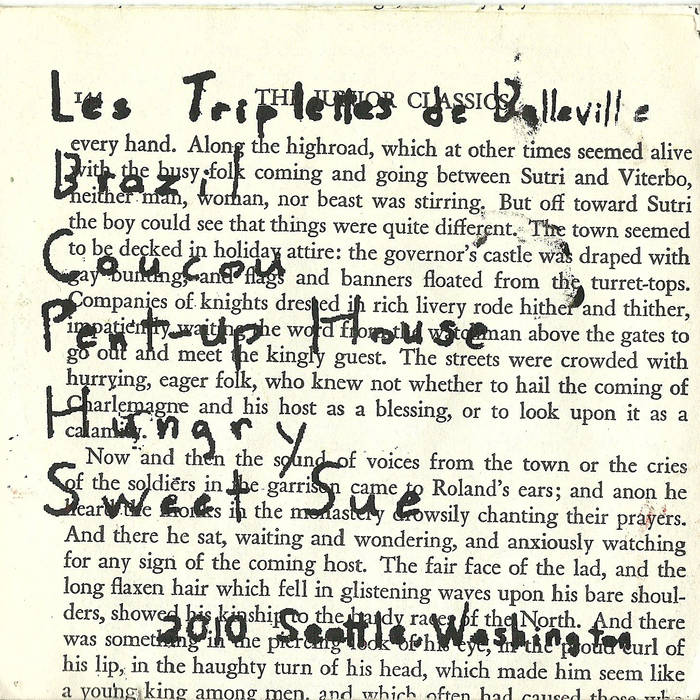 144 THE JUNIOR CLASSICS
Les Triplettes de Belleville
every hand. Along the highroad, which at other times seemed alive
with the busy folk coming and going between Sutri and Viterbo,
Brazil
neither man, woman, nor beast was stirring. But off toward Sutri
the boy could see that things were quite different. The town seemed
to be decked in holiday attire: the governor's castle was draped with
Coucou
gay bunting, and flags and banners floated from the turret-tops.
Companies of knights dressed in rich livery rode hither and thither,
impatiently waiting the word from the watchman above the gates to
Pent-up House
go out and meet the kingly guest. The streets were crowded with
hurrying, eager folk, who knew not whether to hail the coming of
Charlemagne and his host as a blessing, or to look upon it as a
Hungry
calamity.
Now and then the sound of voices from the town or the cries
of the soldiers in the garrison came to Roland's ears; and anon he
Sweet Sue
heard the monks in the monastery drowsily chanting their prayers.
And there he sat, waiting and wondering, and anxiously watching
for any sign of the coming host. The fair face of the lad, and the
long flaxen hair which fell in glistening waves upon his bare shoul-
ders, showed his kinship to the hardy races of the North. And there
2010 Seattle, Washington
was something in the piercing look of his eye, in the proud curl of
his lip, in the haughty turn of his head, which made him seem like
a young king among men, and which often had caused those who